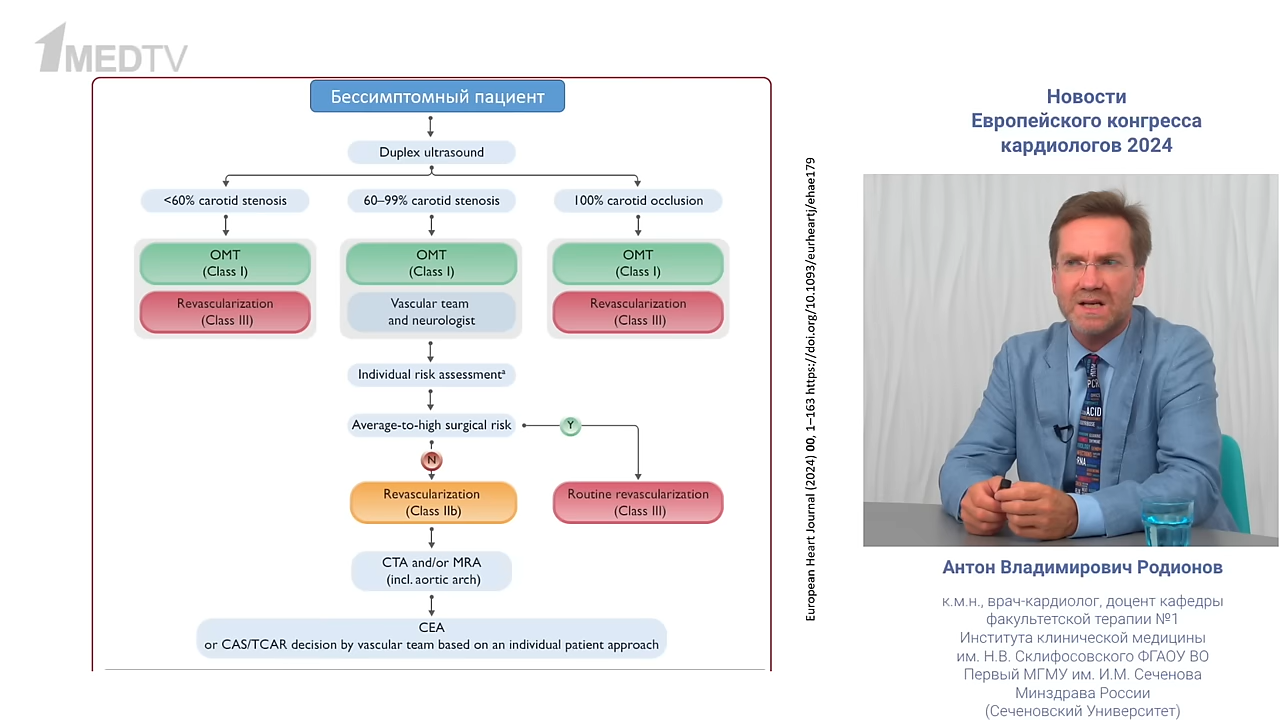 1MEDTV
Бессимптомный пациент
Duplex ultrasound
<60% carotid stenosis
60–99% carotid stenosis
100% carotid occlusion
OMT
(Class I)
Revascularization
(Class III)
OMT
(Class I)
Vascular team
and neurologist
OMT
(Class I)
Revascularization
(Class III)
Individual risk assessmentª
Average-to-high surgical risk
Y
N
Revascularization
(Class IIb)
Routine revascularization
(Class III)
CTA and/or MRA
(incl. aortic arch)
CEA
or CAS/TCAR decision by vascular team based on an individual patient approach
European Heart Journal (2024) 00, 1–163 https://doi.org/10.1093/eurheartj/ehae179
Новости
Европейского конгресса
кардиологов 2024
ACID
RNA
Антон Владимирович Родионов
к.м.н., врач-кардиолог, доцент кафедры
факультетской терапии №1
Института клинической медицины
им. Н.В. Склифосовского ФГАОУ ВО
Первый МГМУ им. И.М. Сеченова
Минздрава России
(Сеченовский Университет)